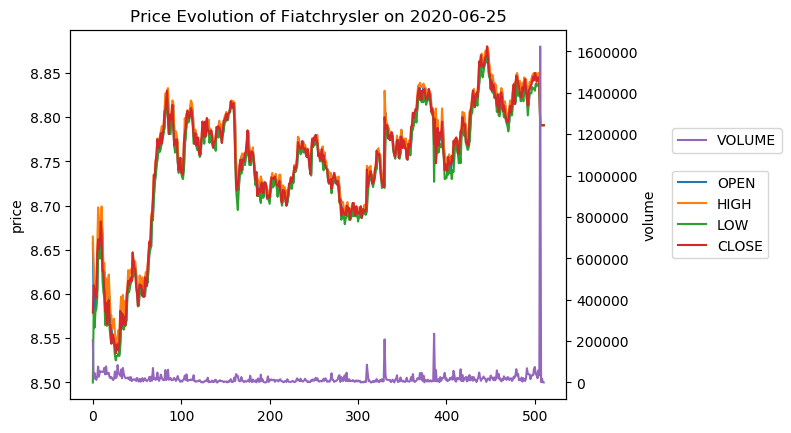 Price Evolution of Fiatchrysler on 2020-06-25
price
8.85
8.80
8.75
8.70
8.65
8.60
8.55
8.50
0
100
200
300
400
500
1600000
1400000
1200000
1000000
800000
600000
400000
200000
0
volume
VOLUME
OPEN
HIGH
LOW
CLOSE